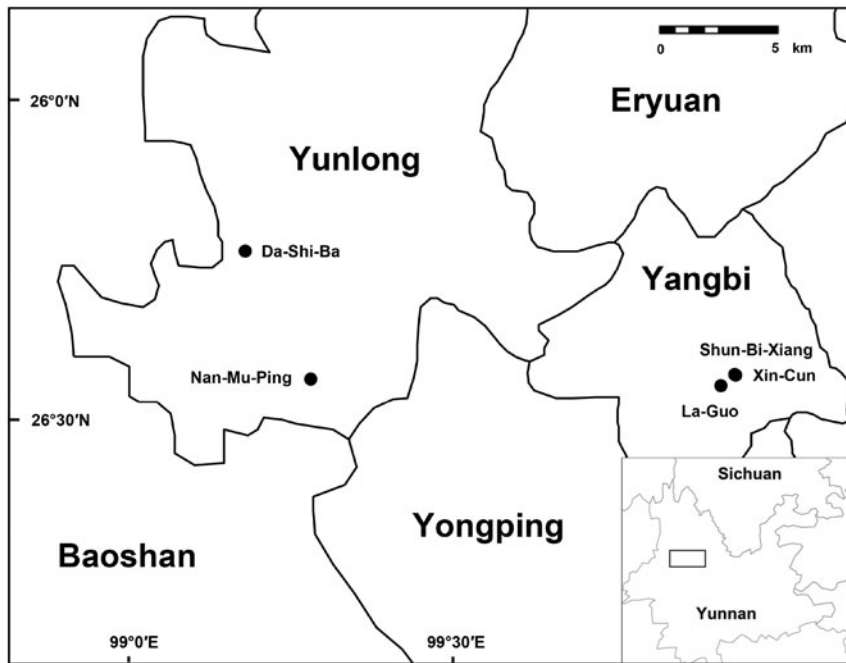 0 5 km
26°0′N
Eryuan
Yunlong
Da-Shi-Ba
Yangbi
Shun-Bi-Xiang
Nan-Mu-Ping
Xin-Cun
La-Guo
26°30′N
Sichuan
Yongping
Baoshan
Yunnan
99°0′E
99°30′E